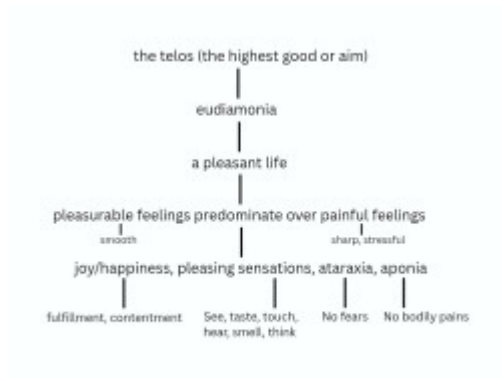 the telos (the highest good or aim)
eudiamonia
a pleasant life
pleasurable feelings predominate over painful feelings
smooth
sharp, stressful
joy/happiness, pleasing sensations, ataraxia, aponia
fulfillment, contentment
See, taste, touch,
hear, smell, think
No fears
No bodily pains